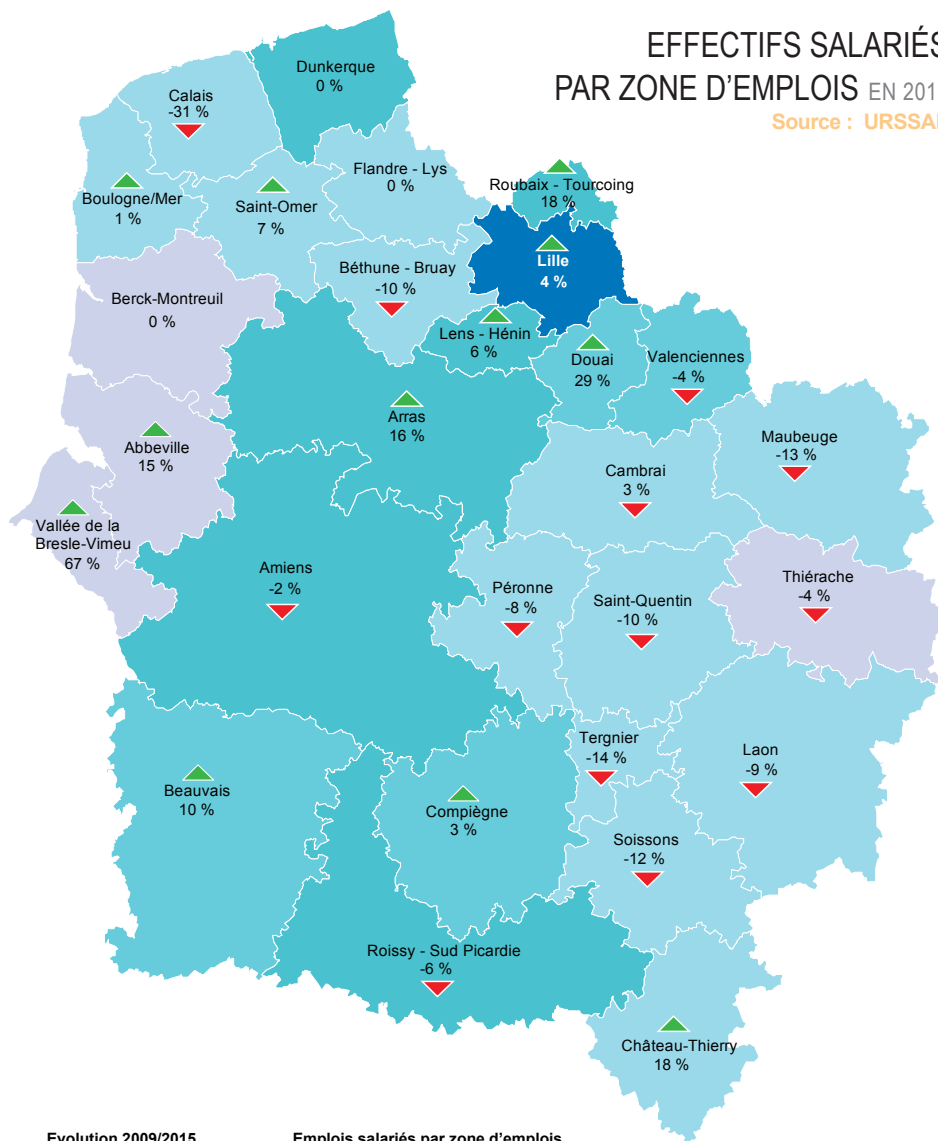 EFFECTIFS SALARIÉS
PAR ZONE D'EMPLOIS EN 201
Source : URSSAF
Dunkerque
0 %
Calais
-31 %
Flandre - Lys
0 %
Roubaix - Tourcoing
18 %
Boulogne/Mer
1 %
Saint-Omer
7 %
Lille
4 %
Béthune - Bruay
-10 %
Berck-Montreuil
0 %
Lens - Hénin
6 %
Douai
29 %
Valenciennes
-4 %
Arras
16 %
Abbeville
15 %
Maubeuge
-13 %
Cambrai
3 %
Vallée de la
Bresle-Vimeu
67 %
Amiens
-2 %
Péronne
-8 %
Saint-Quentin
-10 %
Thiérache
-4 %
Tergnier
-14 %
Laon
-9 %
Beauvais
10 %
Compiègne
3 %
Soissons
-12 %
Roissy - Sud Picardie
-6 %
Château-Thierry
18 %
Evolution 2009/2015
Emplois salariés par zone d'emplois